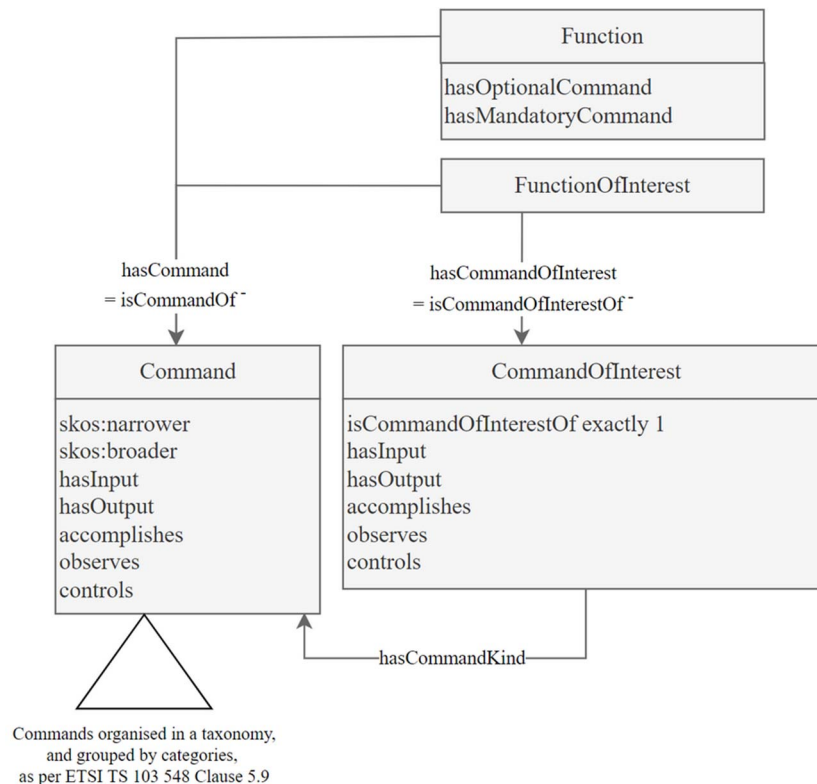 Function
hasOptionalCommand
hasMandatoryCommand
FunctionOfInterest
hasCommand
= isCommandOf -
hasCommandOfInterest
= isCommandOfInterestOf -
Command
skos:narrower
skos:broader
hasInput
hasOutput
accomplishes
observes
controls
CommandOfInterest
isCommandOfInterestOf exactly 1
hasInput
hasOutput
accomplishes
observes
controls
hasCommandKind
Commands organised in a taxonomy,
and grouped by categories,
as per ETSI TS 103 548 Clause 5.9